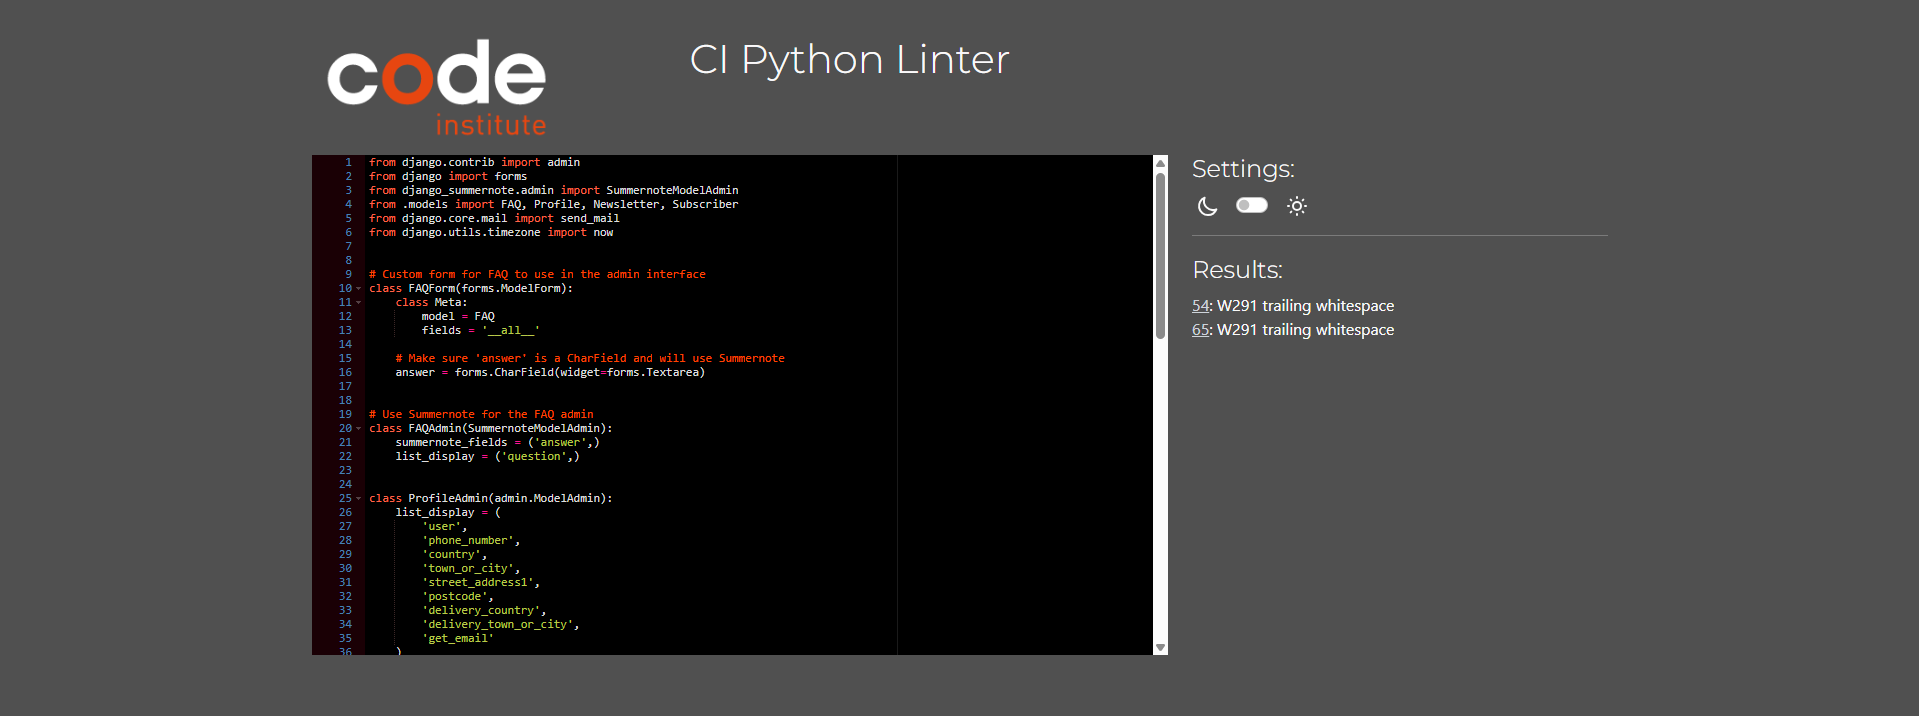 code
institute
CI Python Linter
1 from django.contrib import admin
2 from django import forms
3 from django_summernote.admin import SummernoteModelAdmin
4 from .models import FAQ, Profile, Newsletter, Subscriber
5 from django.core.mail import send_mail
6 from django.utils.timezone import now
7
8
9 # Custom form for FAQ to use in the admin interface
10 class FAQForm(forms.ModelForm):
11     class Meta:
12         model = FAQ
13         fields = '__all__'
14
15     # Make sure 'answer' is a CharField and will use Summernote
16     answer = forms.CharField(widget=forms.Textarea)
17
18
19 # Use Summernote for the FAQ admin
20 class FAQAdmin(SummernoteModelAdmin):
21     summernote_fields = ('answer',)
22     list_display = ('question',)
23
24
25 class ProfileAdmin(admin.ModelAdmin):
26     list_display = (
27         'user',
28         'phone_number',
29         'country',
30         'town_or_city',
31         'street_address1',
32         'postcode',
33         'delivery_country',
34         'delivery_town_or_city',
35         'get_email'
36     )
Settings:
Results:
54: W291 trailing whitespace
65: W291 trailing whitespace